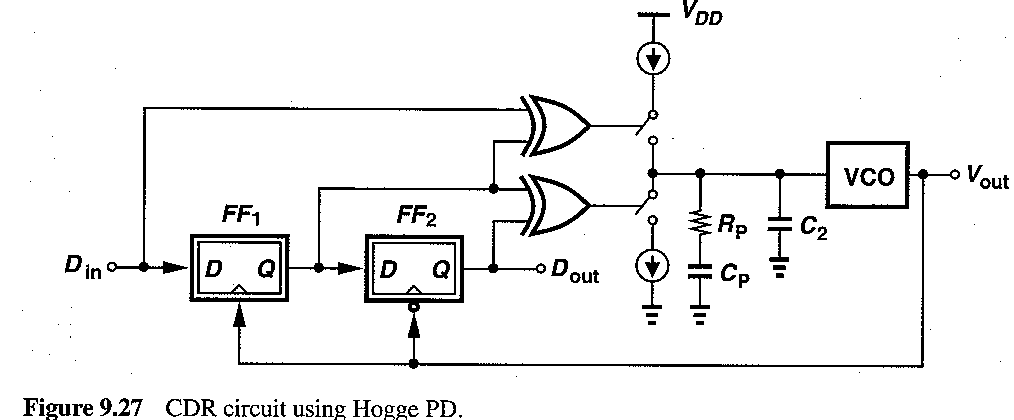 V_DD
VCO
V_out
R_P
C_2
C_P
FF_1
FF_2
D_in
D Q
D Q
D_out
Figure 9.27 CDR circuit using Hogge PD.